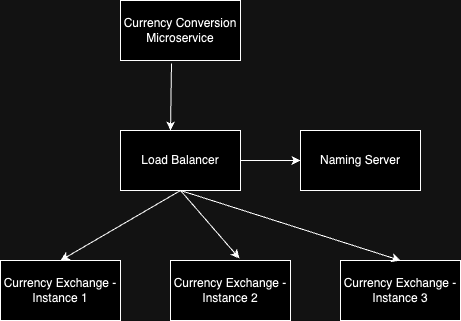 Currency Conversion
Microservice
Load Balancer
Naming Server
Currency Exchange -
Instance 1
Currency Exchange -
Instance 2
Currency Exchange -
Instance 3